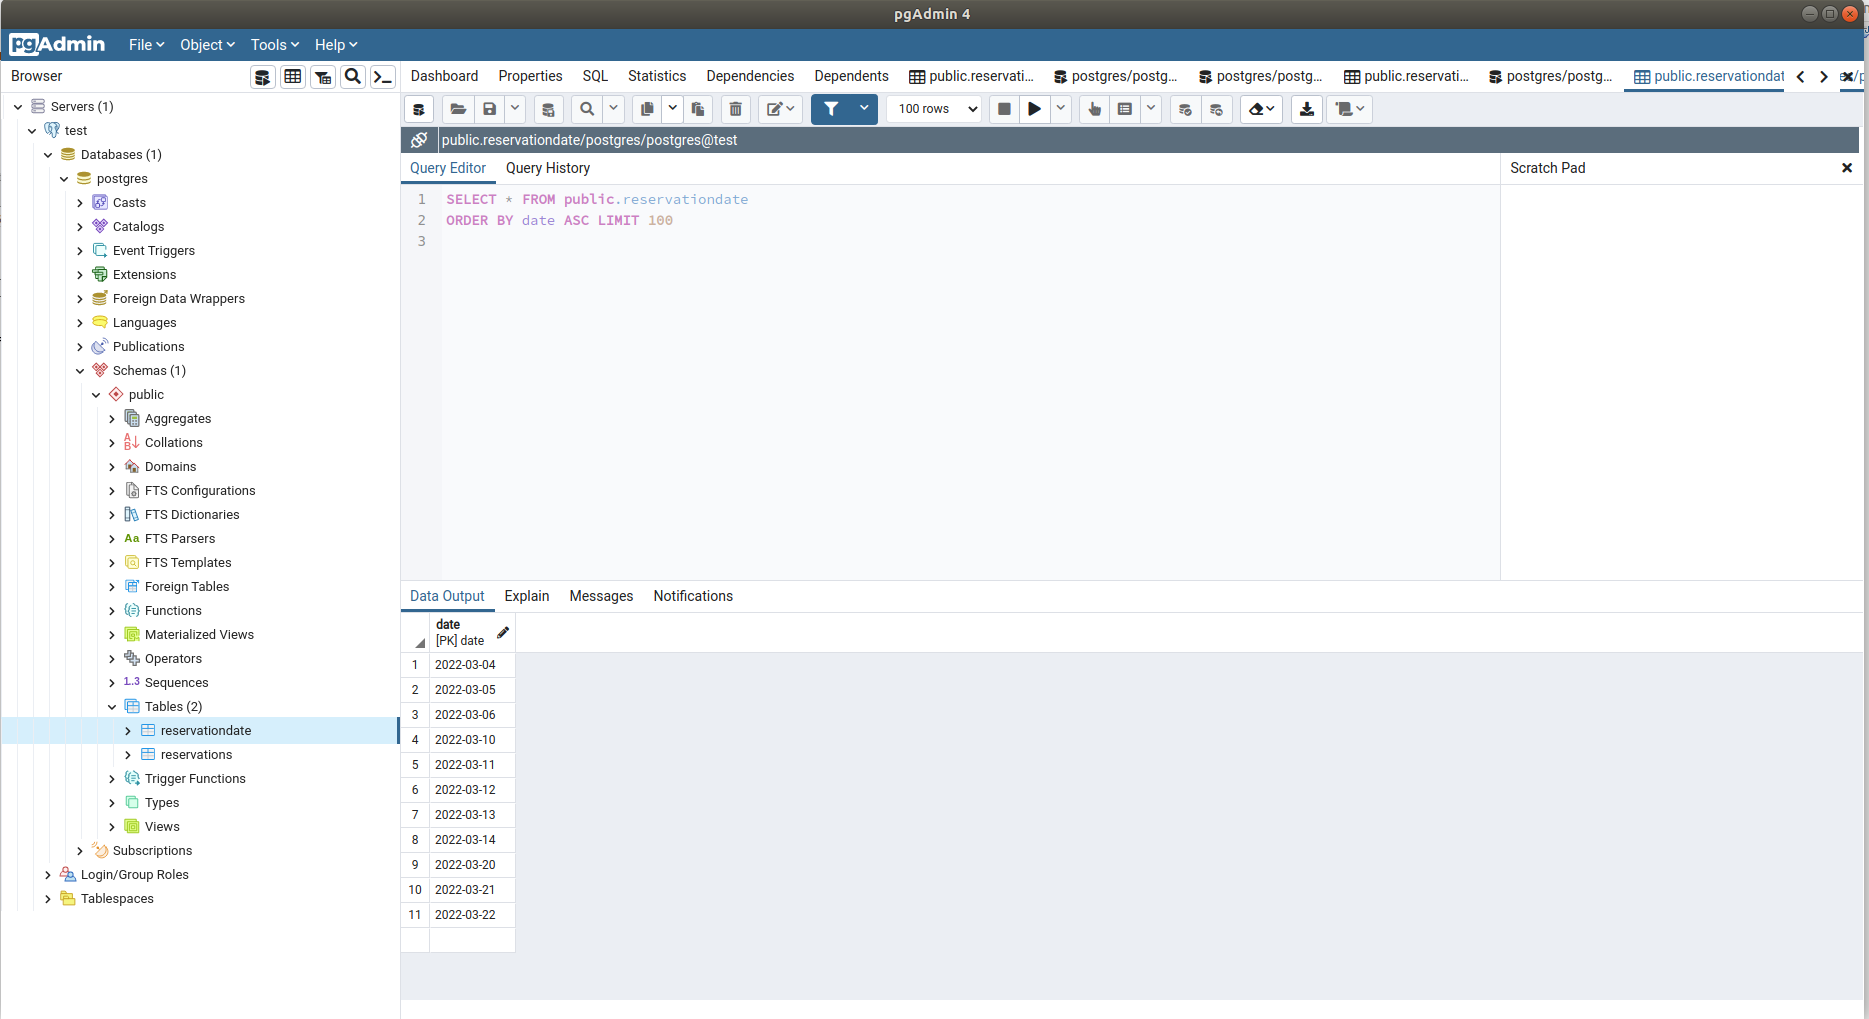 pgAdmin 4
pgAdmin File Object Tools Help
Browser
Dashboard Properties SQL Statistics Dependencies Dependents public.reservati... postgres/postg... postgres/postg... public.reservati... postgres/postg... public.reservationdat
100 rows
public.reservationdate/postgres/postgres@test
Query Editor Query History
Scratch Pad
1 SELECT * FROM public.reservationdate
2 ORDER BY date ASC LIMIT 100
3
Servers (1)
test
Databases (1)
postgres
Casts
Catalogs
Event Triggers
Extensions
Foreign Data Wrappers
Languages
Publications
Schemas (1)
public
Aggregates
Collations
Domains
FTS Configurations
FTS Dictionaries
Aa FTS Parsers
FTS Templates
Foreign Tables
Functions
Materialized Views
Operators
1..3 Sequences
Tables (2)
reservationdate
reservations
Trigger Functions
Types
Views
Subscriptions
Login/Group Roles
Tablespaces
Data Output Explain Messages Notifications
date
[PK] date
1 2022-03-04
2 2022-03-05
3 2022-03-06
4 2022-03-10
5 2022-03-11
6 2022-03-12
7 2022-03-13
8 2022-03-14
9 2022-03-20
10 2022-03-21
11 2022-03-22